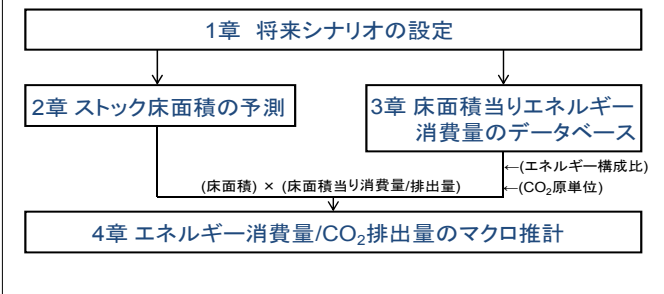 1章 将来シナリオの設定
2章 ストック床面積の予測
3章 床面積当りエネルギー
消費量のデータベース
←(エネルギー構成比)
(床面積) × (床面積当り消費量/排出量)
←(CO₂原単位)
4章 エネルギー消費量/CO₂排出量のマクロ推計